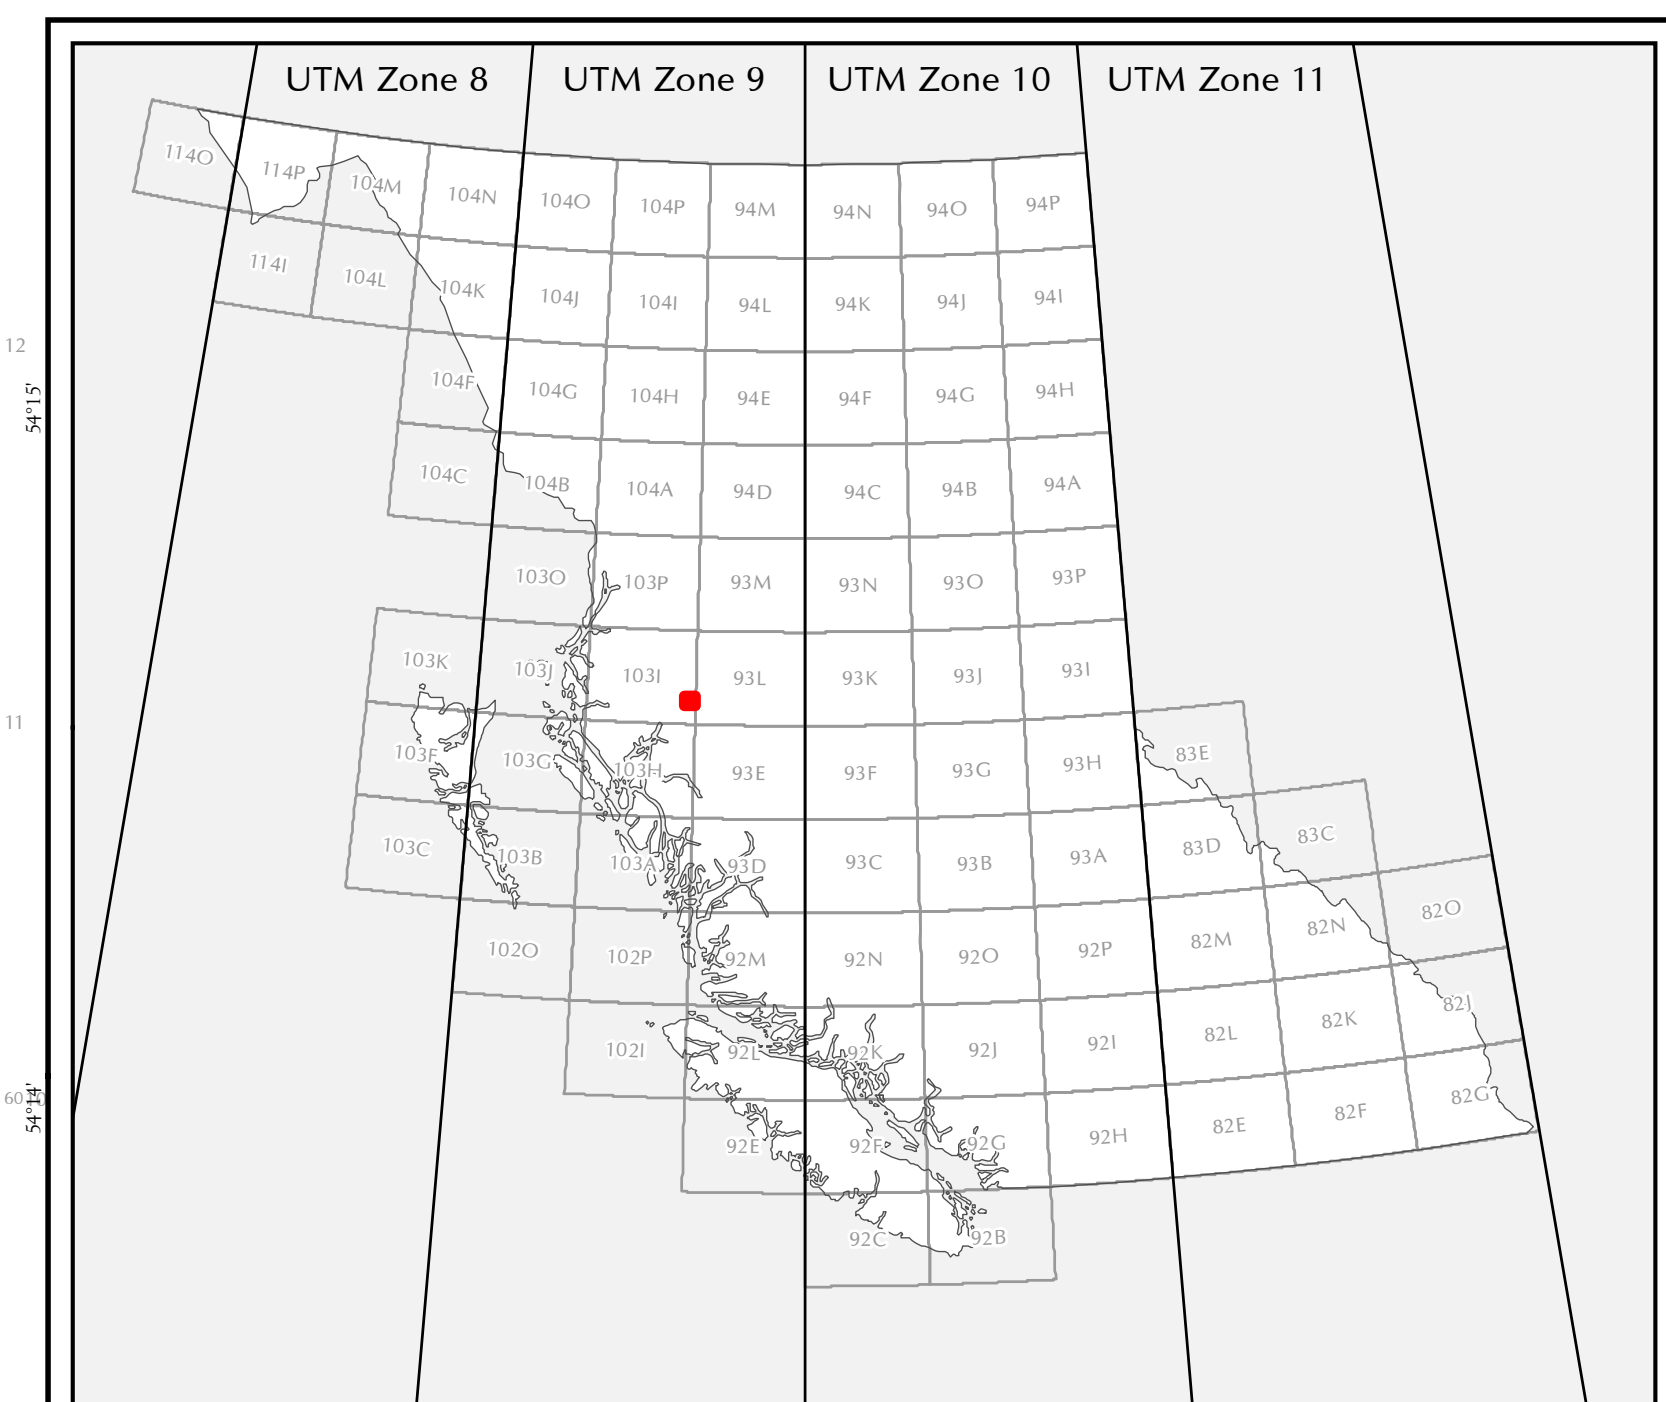 UTM Zone 8 UTM Zone 9 UTM Zone 10 UTM Zone 11
114O 114P 104M 104N 104O 104P 94M 94N 94O 94P
114I 104L 104K 104J 104I 94L 94K 94J 94I
12
54°15'
104F 104G 104H 94E 94F 94G 94H
104C 104B 104A 94D 94C 94B 94A
103O 103P 93M 93N 93O 93P
103K 103J 103I 93L 93K 93J 93I
11
103F 103G 103H 93E 93F 93G 93H 83E
103C 103B 103A 93D 93C 93B 93A 83D 83C
102O 102P 92M 92N 92O 92P 82M 82N 82O
102I 92L 92K 92J 92I 82L 82K 82J
54°14'
92E 92F 92G 92H 82E 82F 82G
92C 92B